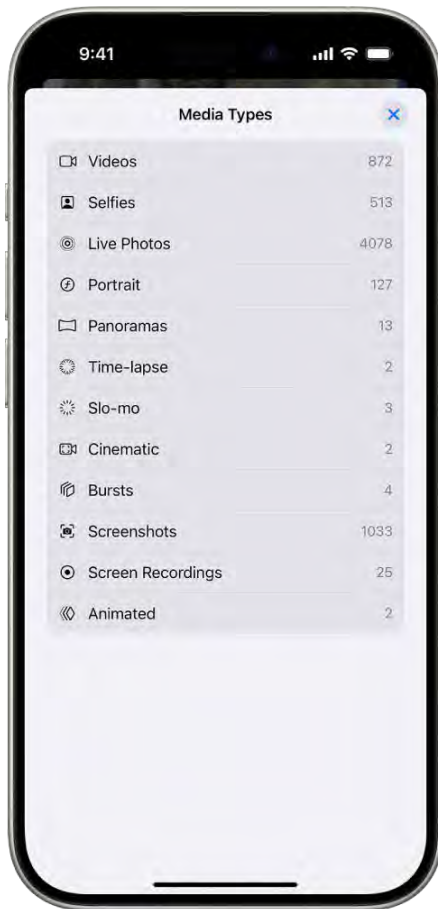 9:41
Media Types
Videos 872
Selfies 513
Live Photos 4078
Portrait 127
Panoramas 13
Time-lapse 2
Slo-mo 3
Cinematic 2
Bursts 4
Screenshots 1033
Screen Recordings 25
Animated 2